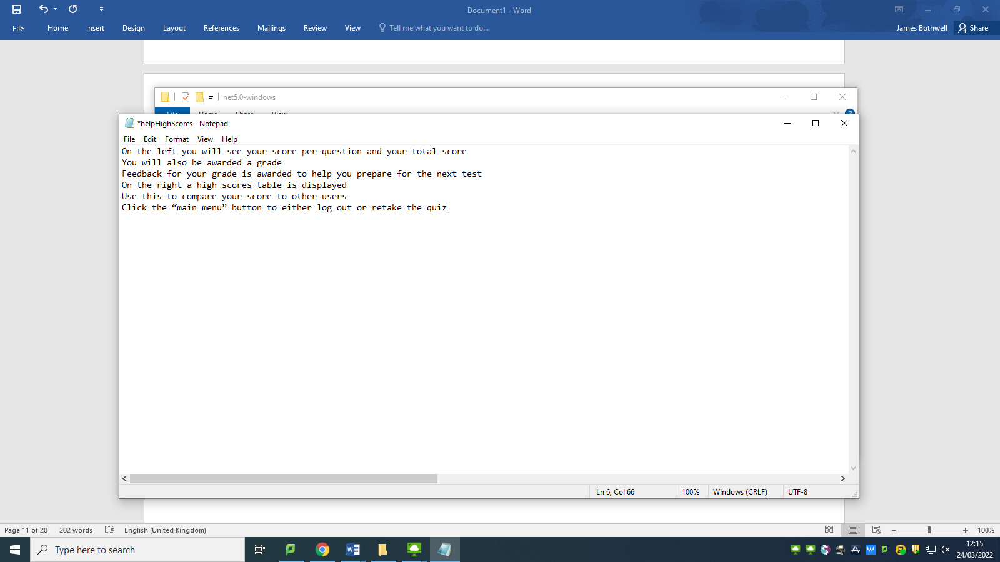 Document1 - Word
File Home Insert Design Layout References Mailings Review View Tell me what you want to do... James Bothwell Share
net5.0-windows
File Home Share View
*helpHighScores - Notepad
File Edit Format View Help
On the left you will see your score per question and your total score
You will also be awarded a grade
Feedback for your grade is awarded to help you prepare for the next test
On the right a high scores table is displayed
Use this to compare your score to other users
Click the “main menu” button to either log out or retake the quiz
Ln 6, Col 66 100% Windows (CRLF) UTF-8
Page 11 of 20 202 words English (United Kingdom) 100%
Type here to search
12:15
24/03/2022